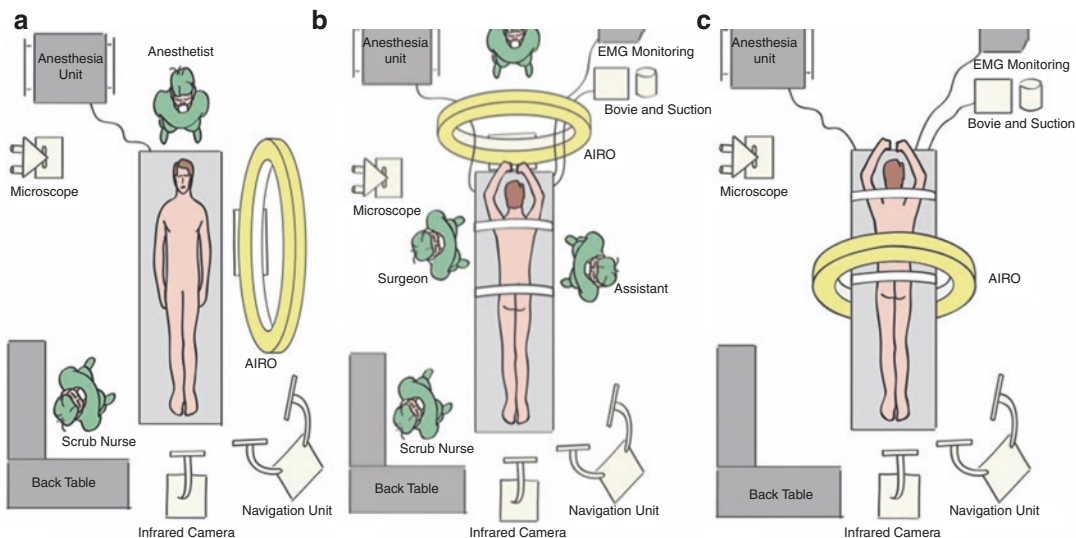 a
Anesthesia
Unit
Anesthetist
Microscope
AIRO
Scrub Nurse
Back Table
Infrared Camera
Navigation Unit
b
Anesthesia
unit
EMG Monitoring
Bovie and Suction
AIRO
Microscope
Surgeon
Assistant
Scrub Nurse
Back Table
Infrared Camera
Navigation Unit
c
Anesthesia
unit
EMG Monitoring
Bovie and Suction
Microscope
AIRO
Back Table
Infrared Camera
Navigation Unit